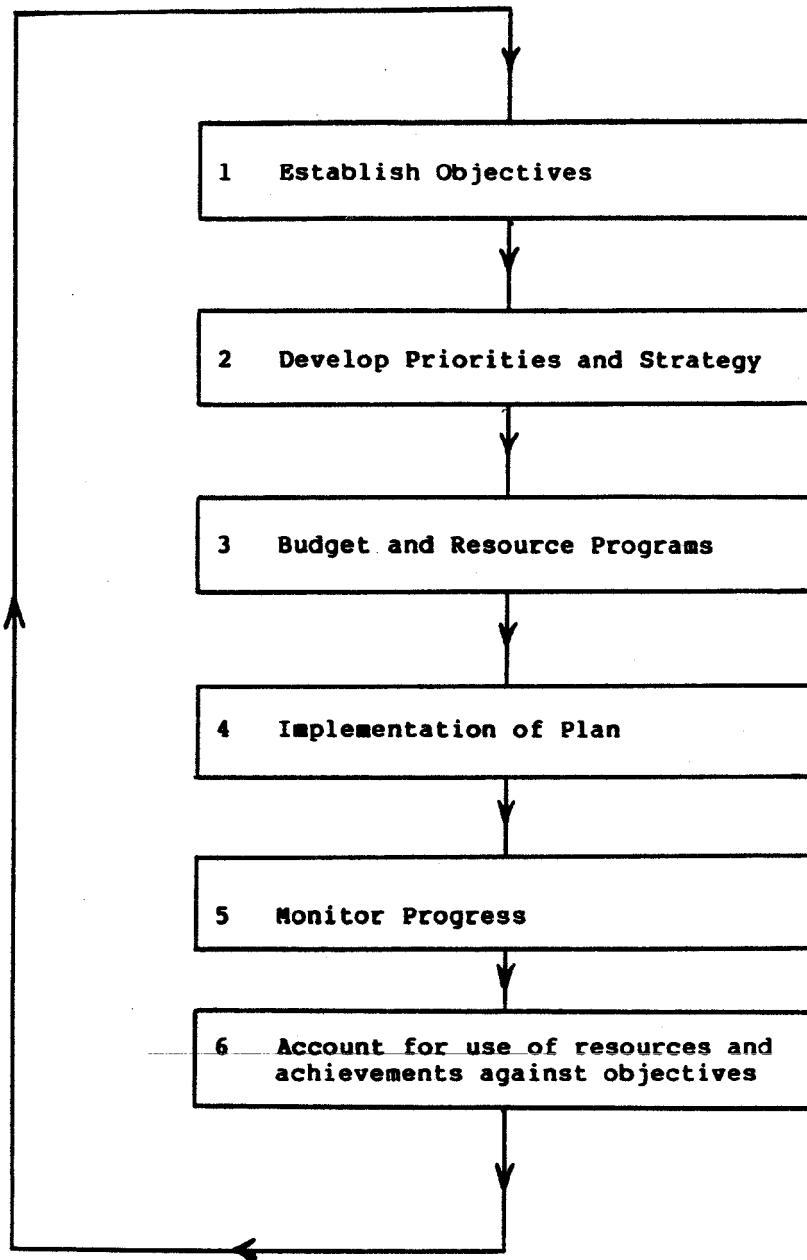 1 Establish Objectives
2 Develop Priorities and Strategy
3 Budget and Resource Programs
4 Implementation of Plan
5 Monitor Progress
6 Account for use of resources and
achievements against objectives